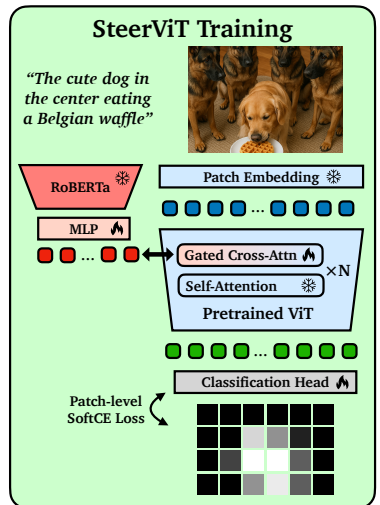 SteerViT Training
"The cute dog in
the center eating
a Belgian waffle"
RoBERTa
Patch Embedding
MLP
...
...
Gated Cross-Attn
×N
Self-Attention
Pretrained ViT
...
Classification Head
Patch-level
SoftCE Loss